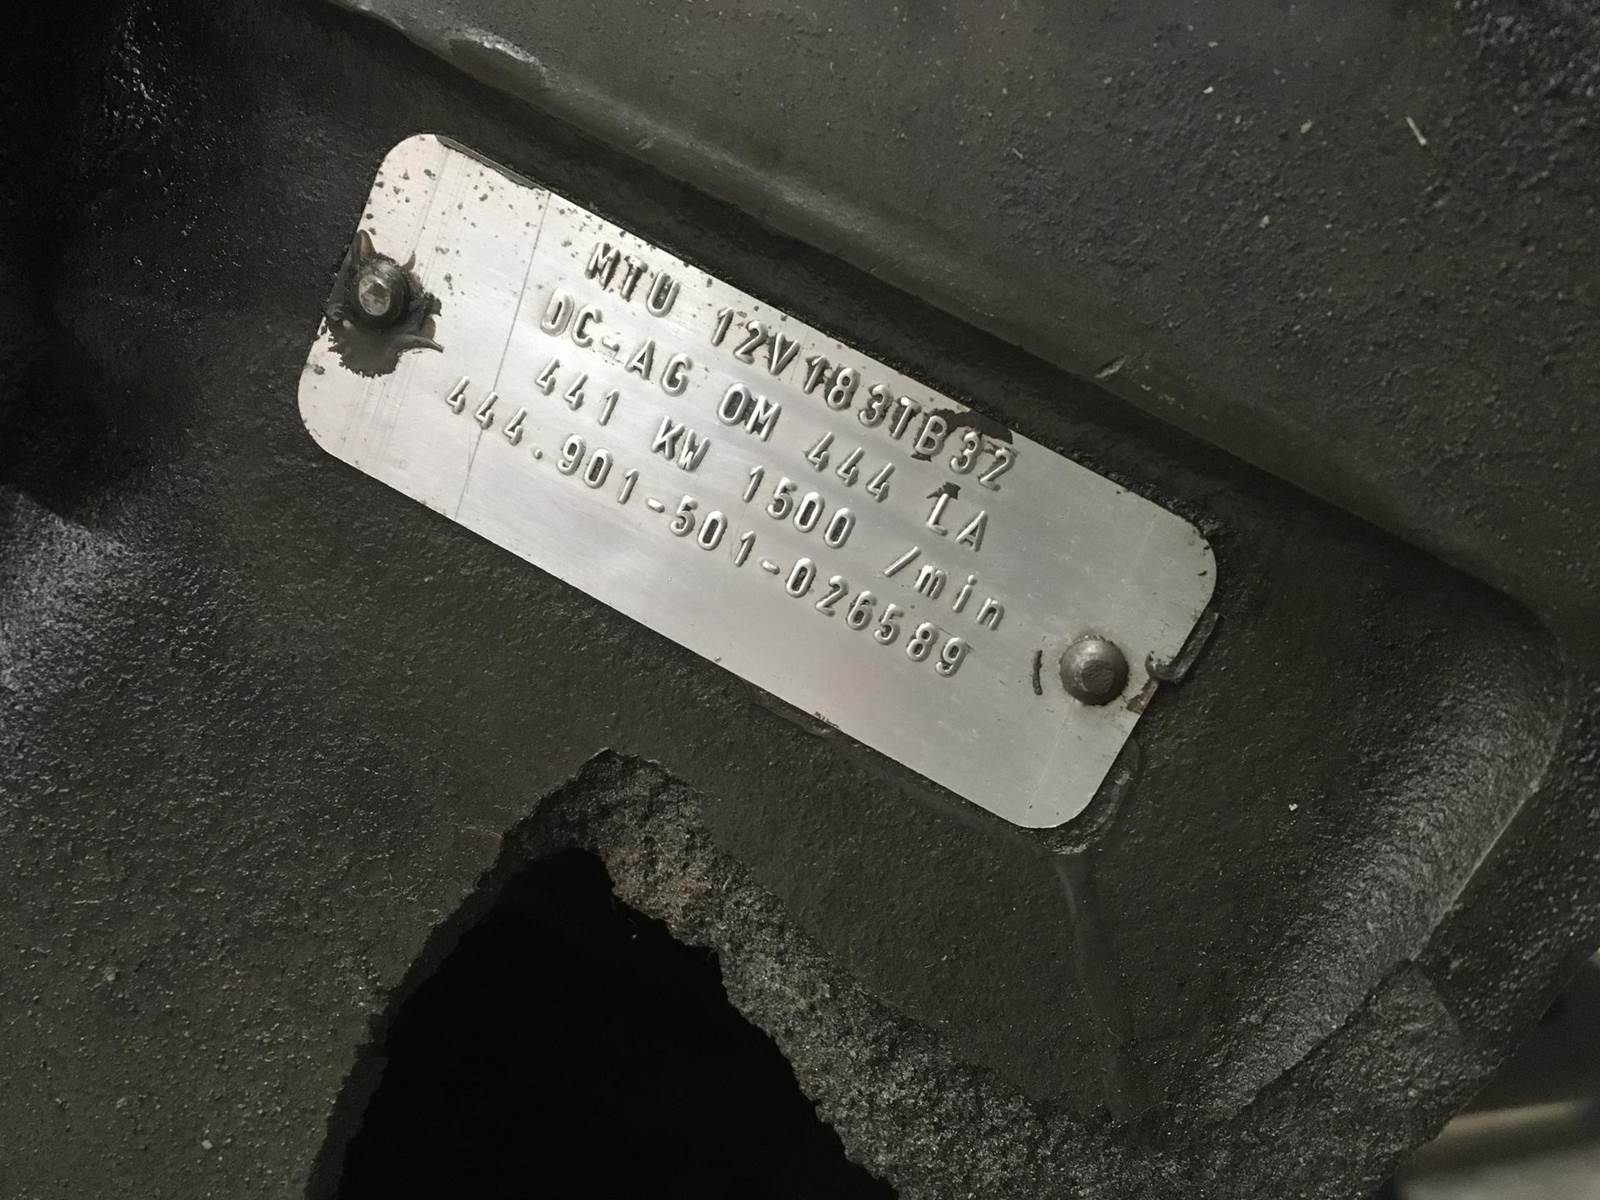 MTU 12V183TB32
DC-AG OM 444 LA
441 KW 1500 /min
444.901-501-026589